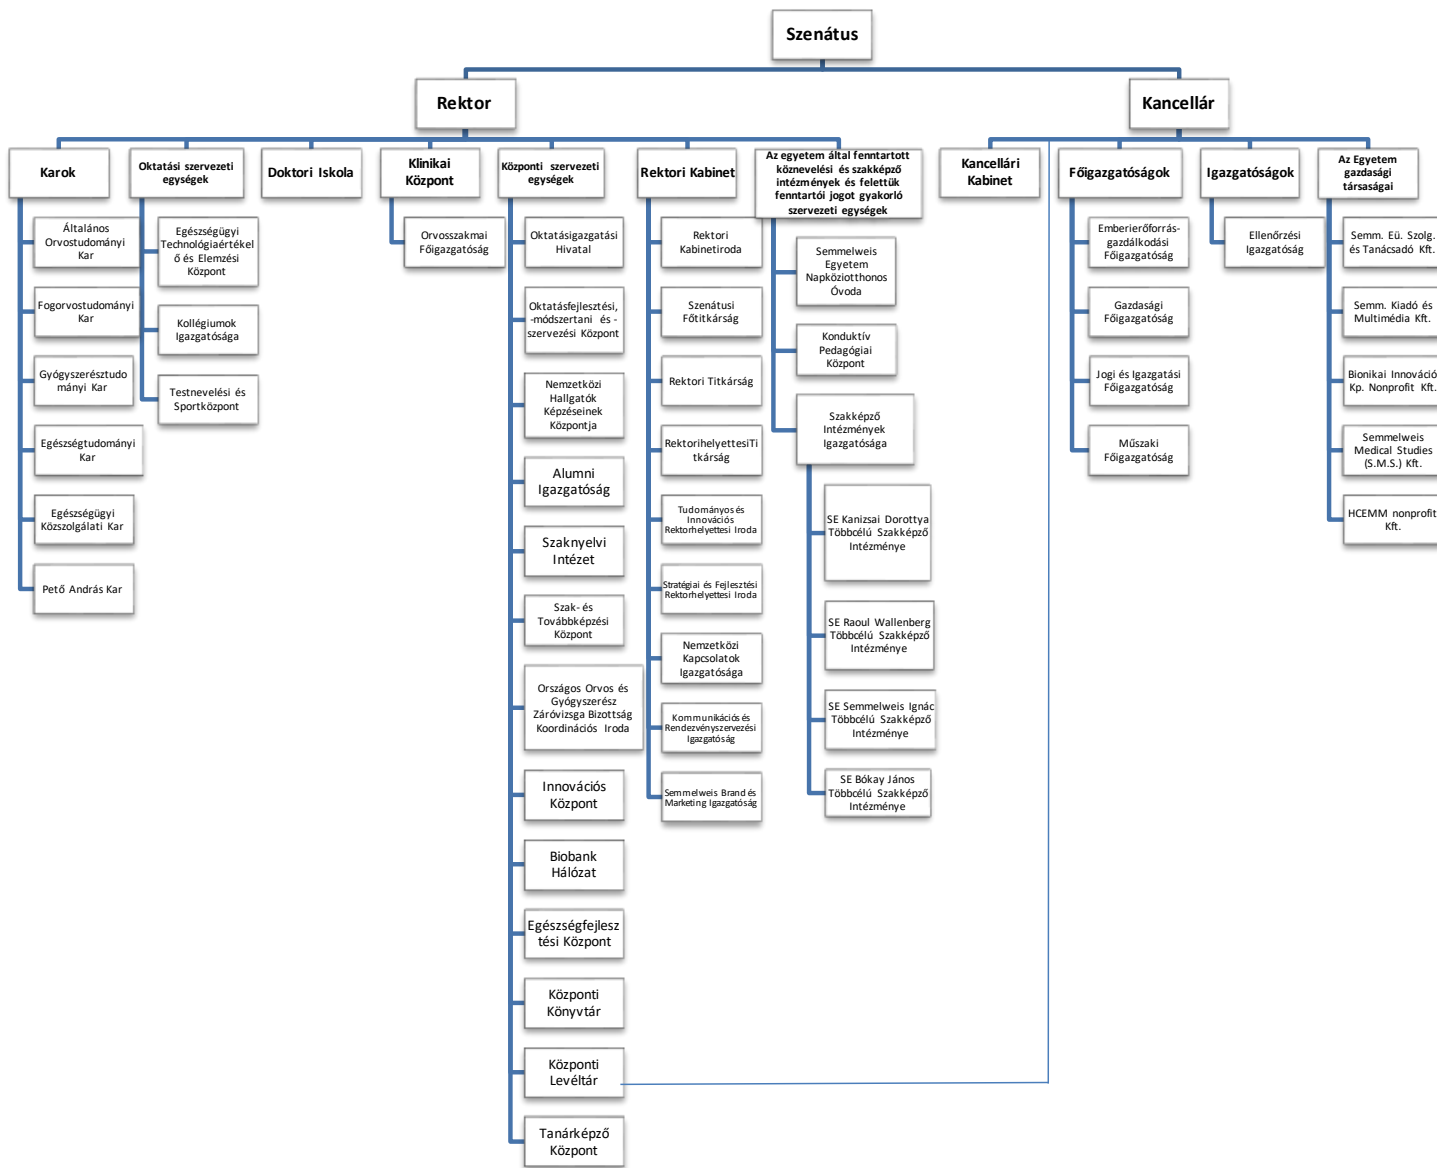 Szenátus
Rektor
Kancellár
Karok
Oktatási szervezeti
egységek
Doktori Iskola
Klinikai
Központ
Központi szervezeti
egységek
Rektori Kabinet
Az egyetem által fenntartott
köznevelési és szakképző
intézmények és felettük
fenntartói jogot gyakorló
szervezeti egységek
Kancellári
Kabinet
Főigazgatóságok
Igazgatóságok
Az Egyetem
gazdasági
társaságai
Általános
Orvostudományi
Kar
Fogorvostudományi
Kar
Gyógyszerésztudo
mányi Kar
Egészségtudományi
Kar
Egészségügyi
Közszolgálati Kar
Pető András Kar
Egészségügyi
Technológiaértékel
ő és Elemzési
Központ
Kollégiumok
Igazgatósága
Testnevelési és
Sportközpont
Orvosszakmai
Főigazgatóság
Oktatásigazgatási
Hivatal
Oktatásfejlesztési,
-módszertani és -
szervezési Központ
Nemzetközi
Hallgatók
Képzéseinek
Központja
Alumni
Igazgatóság
Szaknyelvi
Intézet
Szak- és
Továbbképzési
Központ
Országos Orvos és
Gyógyszerész
Záróvizsga Bizottság
Koordinációs Iroda
Innovációs
Központ
Biobank
Hálózat
Egészségfejlesz
tési Központ
Központi
Könyvtár
Központi
Levéltár
Tanárképző
Központ
Rektori
Kabinetiroda
Szenátusi
Főtitkárság
Rektori Titkárság
RektorihelyettesiTi
tkárság
Tudományos és
Innovációs
Rektorhelyettesi Iroda
Stratégiai és Fejlesztési
Rektorhelyettesi Iroda
Nemzetközi
Kapcsolatok
Igazgatósága
Kommunikációs és
Rendezvényszervezési
Igazgatóság
Semmelweis Brand és
Marketing Igazgatóság
Semmelweis
Egyetem
Napköziotthonos
Óvoda
Konduktív
Pedagógiai
Központ
Szakképző
Intézmények
Igazgatósága
SE Kanizsai Dorottya
Többcélú Szakképző
Intézménye
SE Raoul Wallenberg
Többcélú Szakképző
Intézménye
SE Semmelweis Ignác
Többcélú Szakképző
Intézménye
SE Bókay János
Többcélú Szakképző
Intézménye
Emberierőforrás-
gazdálkodási
Főigazgatóság
Gazdasági
Főigazgatóság
Jogi és Igazgatási
Főigazgatóság
Műszaki
Főigazgatóság
Ellenőrzési
Igazgatóság
Semm. Eü. Szolg.
és Tanácsadó Kft.
Semm. Kiadó és
Multimédia Kft.
Bionikai Innováció
Kp. Nonprofit Kft.
Semmelweis
Medical Studies
(S.M.S.) Kft.
HCEMM nonprofit
Kft.